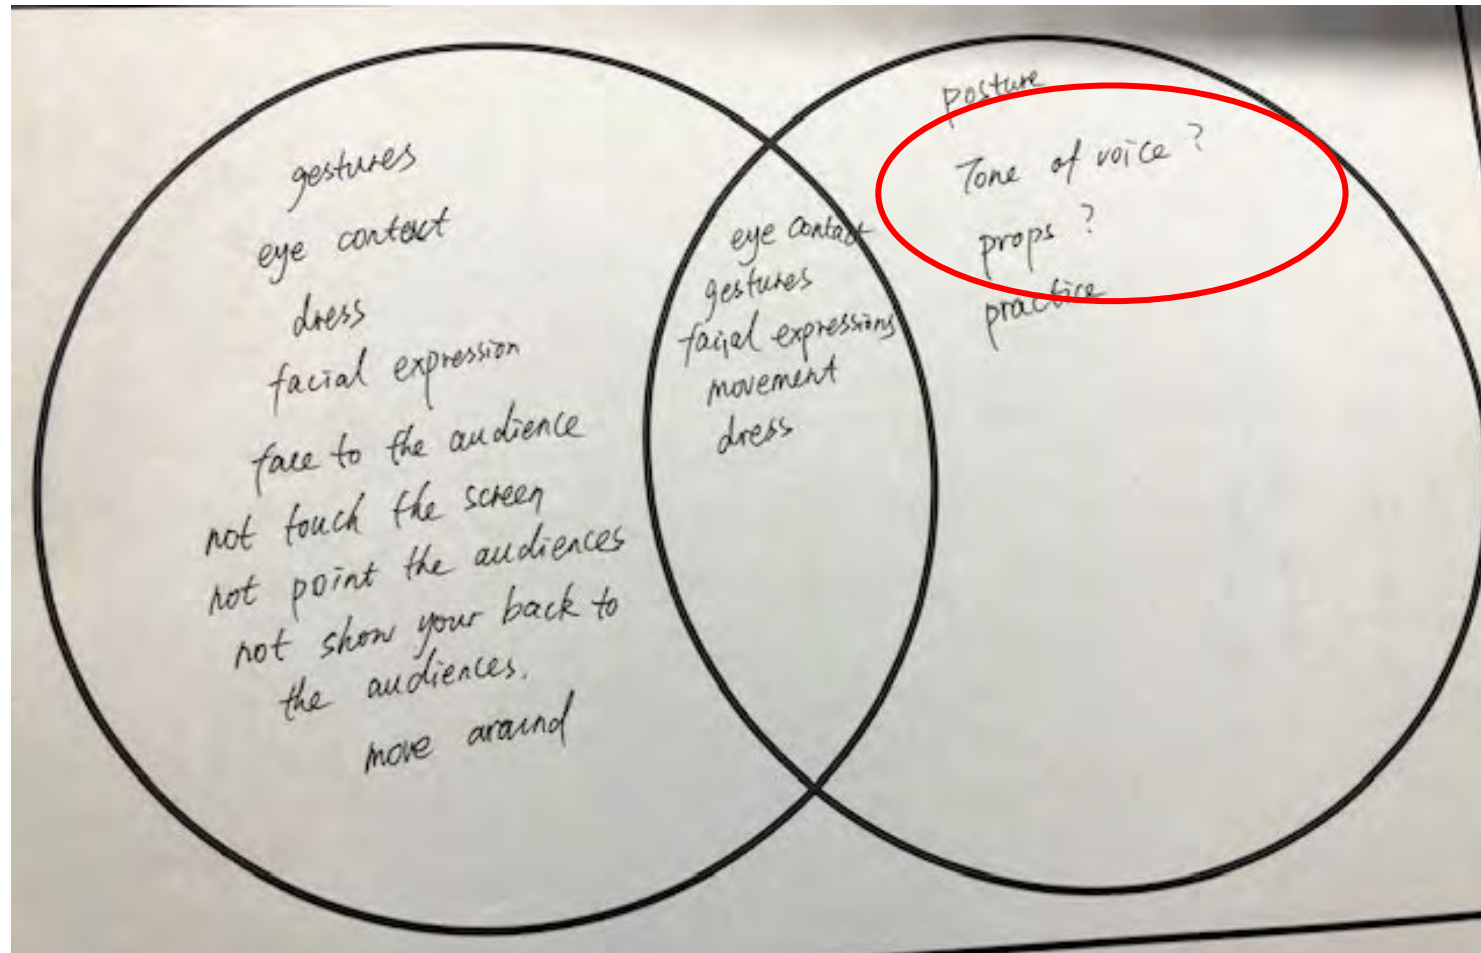 gestures
eye contact
dress
facial expression
face to the audience
not touch the screen
not point the audiences
not show your back to
the audiences.
move around
eye contact
gestures
facial expressions
movement
dress
posture
Tone of voice ?
props ?
practice